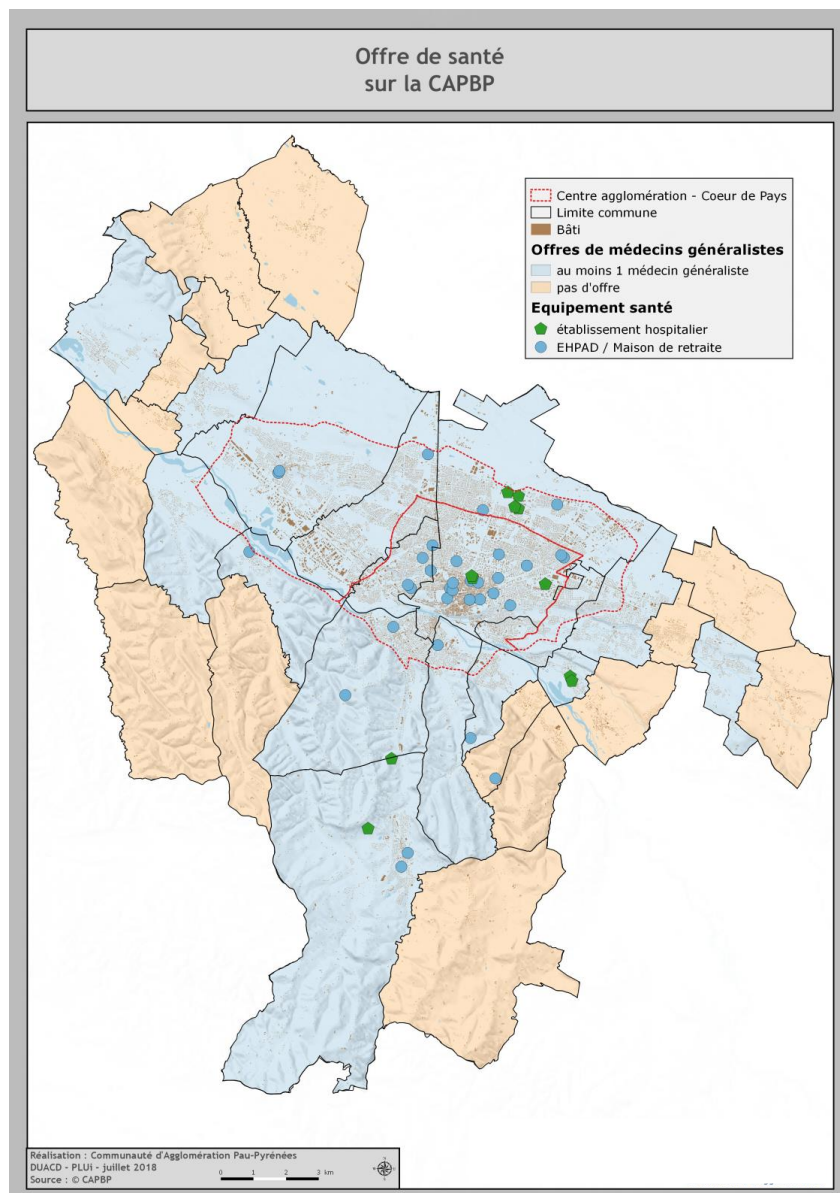 Offre de santé
sur la CAPBP
Centre agglomération - Coeur de Pays
Limite commune
Bâti
Offres de médecins généralistes
au moins 1 médecin généraliste
pas d'offre
Equipement santé
établissement hospitalier
EHPAD / Maison de retraite
Réalisation : Communauté d'Agglomération Pau-Pyrénées
DUACD - PLUi - juillet 2018
Source : © CAPBP
0 1 2 3 km